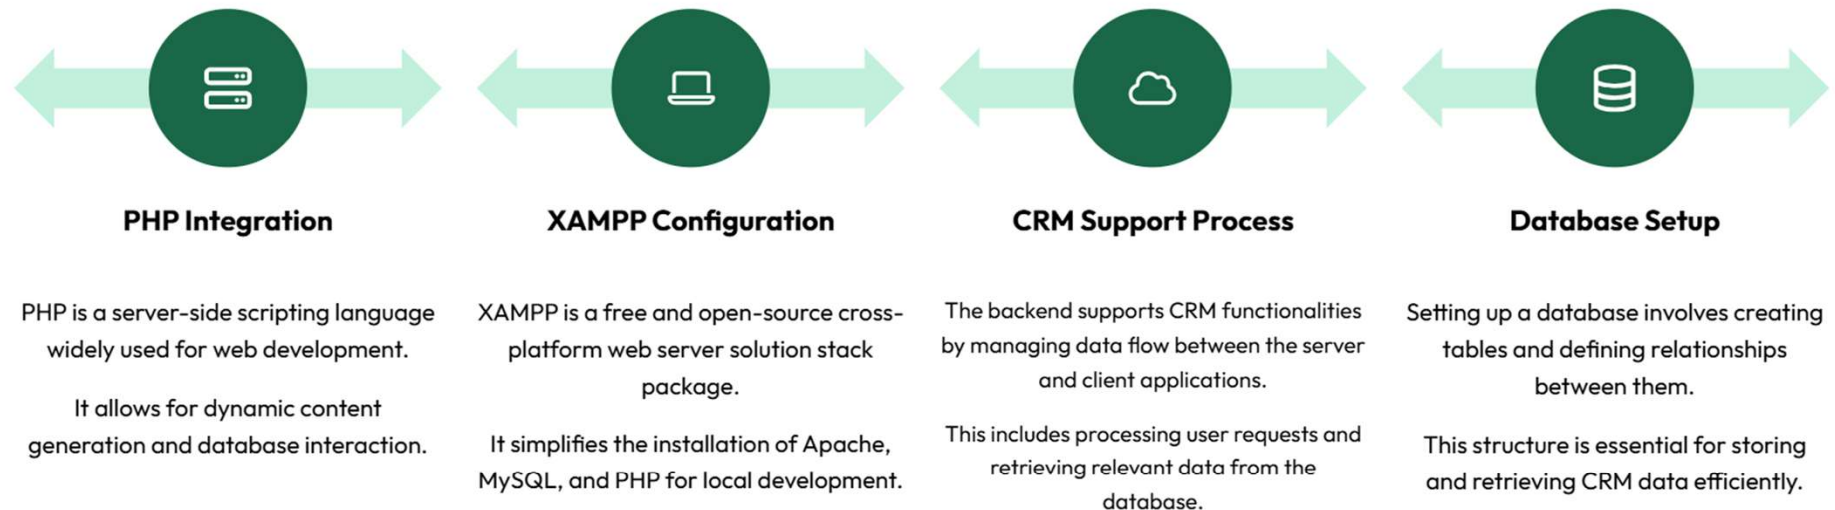 PHP Integration
PHP is a server-side scripting language
widely used for web development.
It allows for dynamic content
generation and database interaction.
XAMPP Configuration
XAMPP is a free and open-source cross-
platform web server solution stack
package.
It simplifies the installation of Apache,
MySQL, and PHP for local development.
CRM Support Process
The backend supports CRM functionalities
by managing data flow between the server
and client applications.
This includes processing user requests and
retrieving relevant data from the
database.
Database Setup
Setting up a database involves creating
tables and defining relationships
between them.
This structure is essential for storing
and retrieving CRM data efficiently.